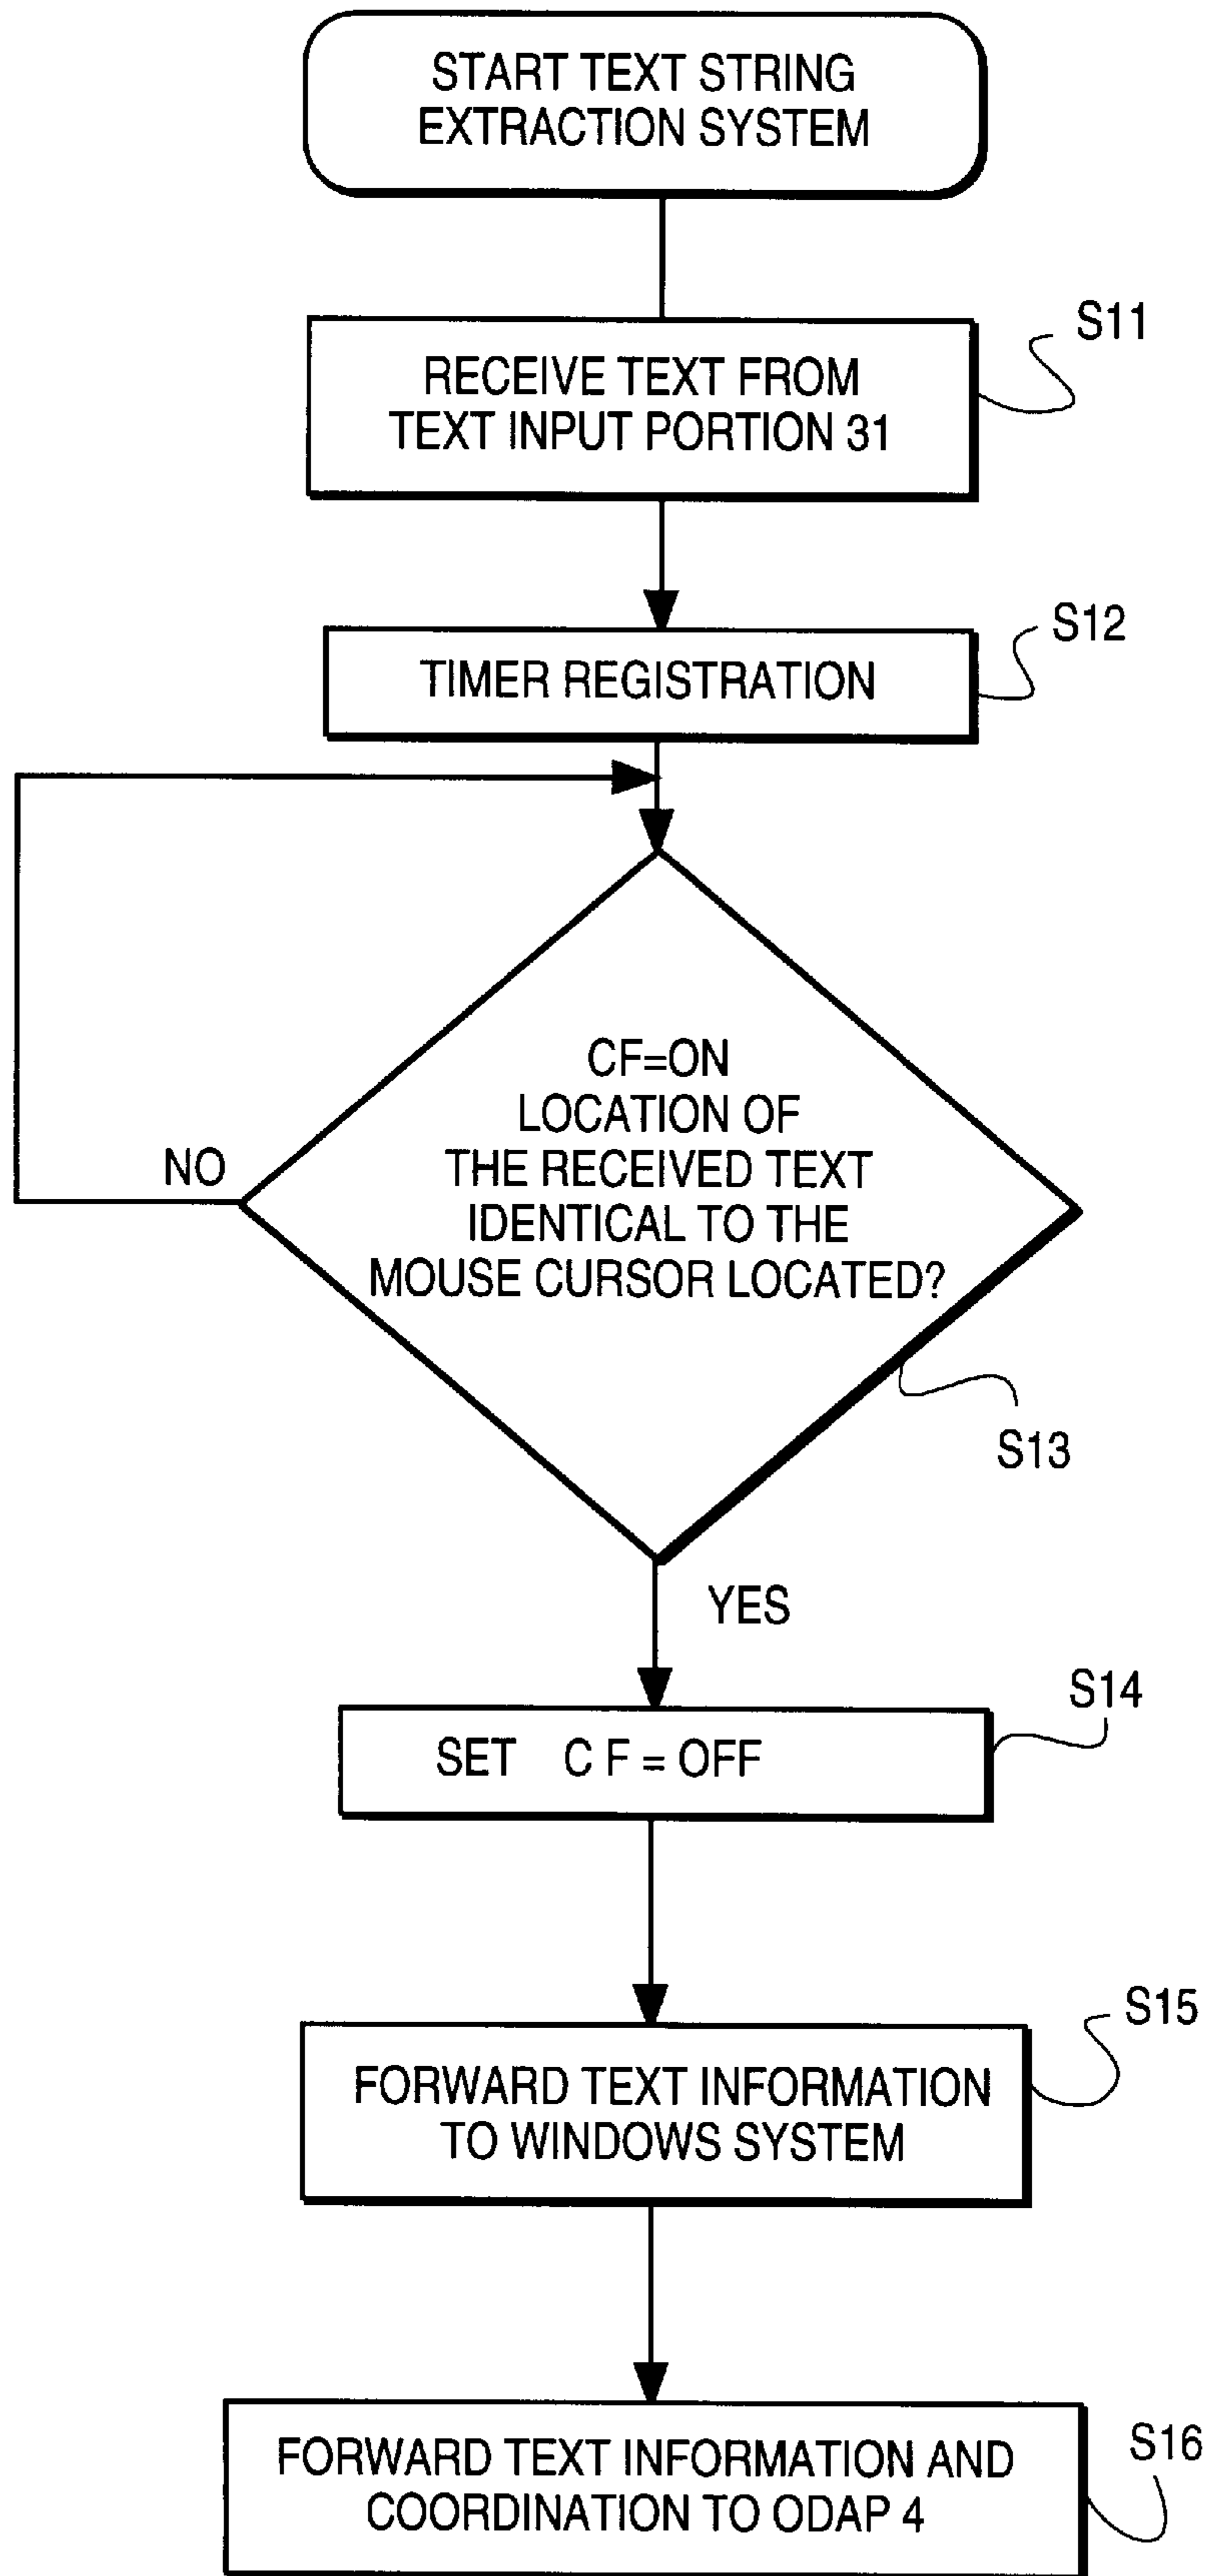 START TEXT STRING
EXTRACTION SYSTEM
S11
RECEIVE TEXT FROM
TEXT INPUT PORTION 31
S12
TIMER REGISTRATION
CF=ON
LOCATION OF
THE RECEIVED TEXT
IDENTICAL TO THE
MOUSE CURSOR LOCATED?
NO
S13
YES
S14
SET C F = OFF
S15
FORWARD TEXT INFORMATION
TO WINDOWS SYSTEM
S16
FORWARD TEXT INFORMATION AND
COORDINATION TO ODAP 4